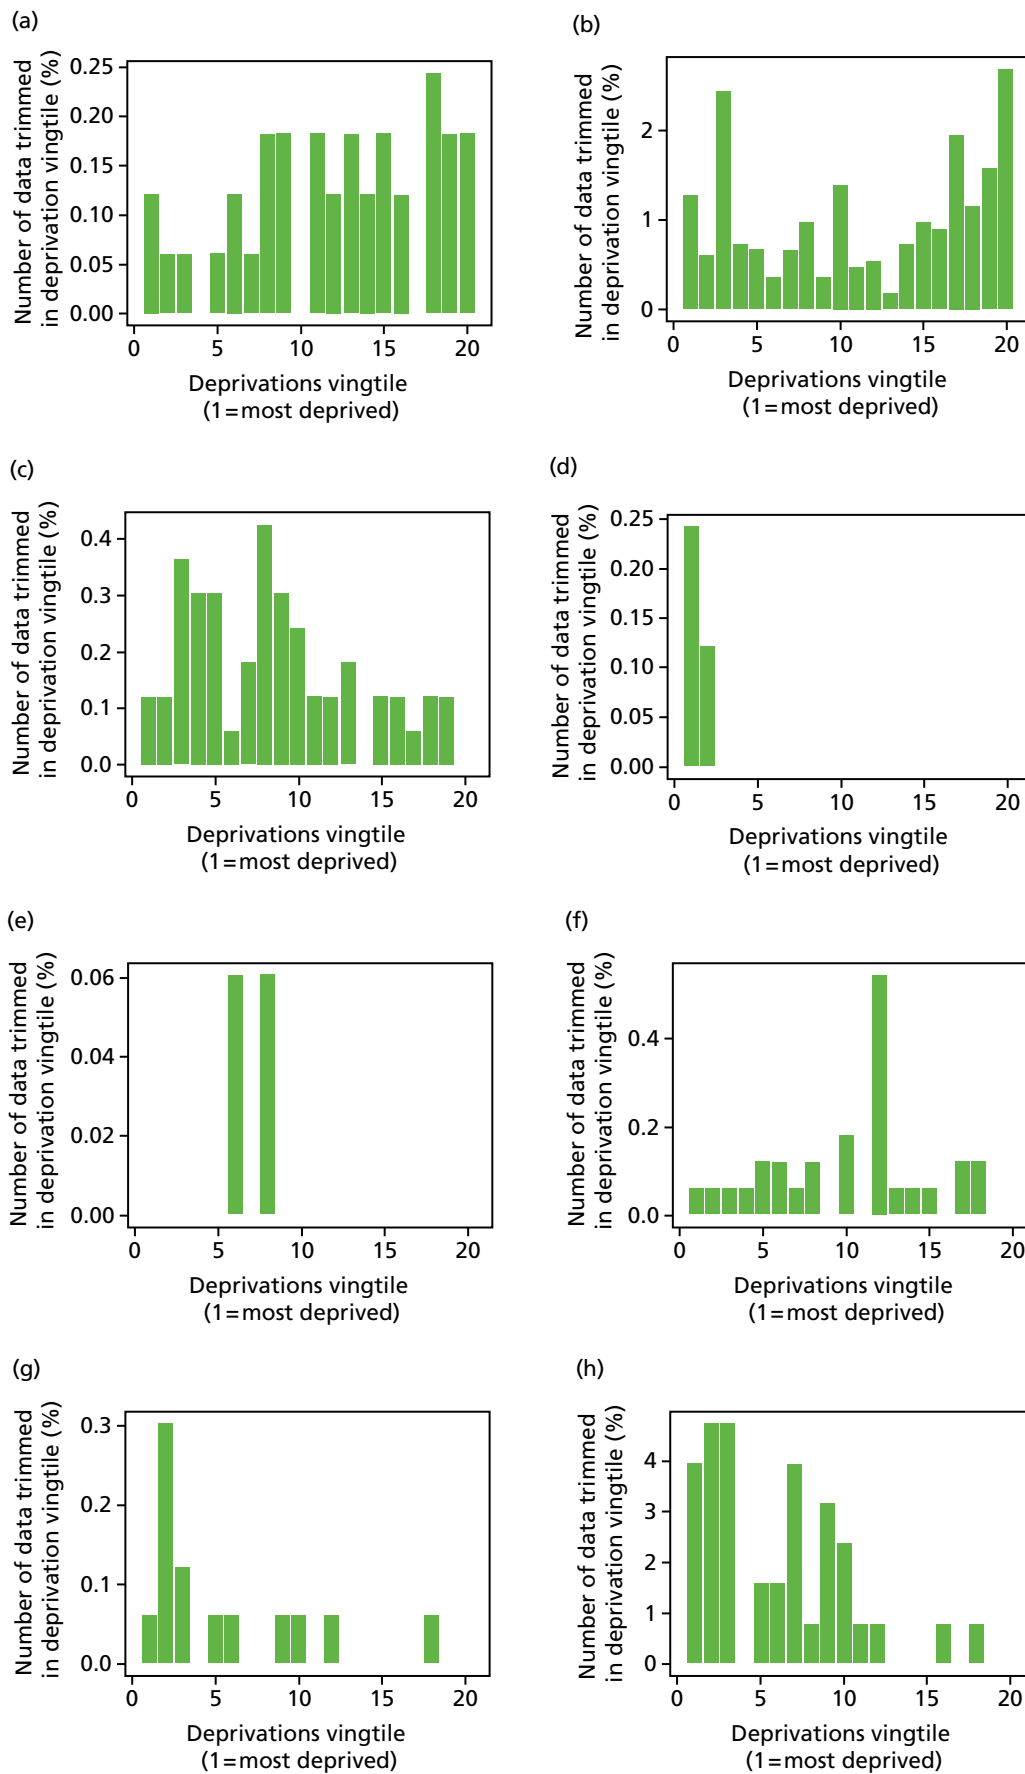 (a)
Number of data trimmed
in deprivation vingtile (%)
0.25
0.20
0.15
0.10
0.05
0.00
0 5 10 15 20
Deprivations vingtile
(1=most deprived)
(b)
Number of data trimmed
in deprivation vingtile (%)
2
1
0
0 5 10 15 20
Deprivations vingtile
(1=most deprived)
(c)
Number of data trimmed
in deprivation vingtile (%)
0.4
0.3
0.2
0.1
0.0
0 5 10 15 20
Deprivations vingtile
(1=most deprived)
(d)
Number of data trimmed
in deprivation vingtile (%)
0.25
0.20
0.15
0.10
0.05
0.00
0 5 10 15 20
Deprivations vingtile
(1=most deprived)
(e)
Number of data trimmed
in deprivation vingtile (%)
0.06
0.04
0.02
0.00
0 5 10 15 20
Deprivations vingtile
(1=most deprived)
(f)
Number of data trimmed
in deprivation vingtile (%)
0.4
0.2
0.0
0 5 10 15 20
Deprivations vingtile
(1=most deprived)
(g)
Number of data trimmed
in deprivation vingtile (%)
0.3
0.2
0.1
0.0
0 5 10 15 20
Deprivations vingtile
(1=most deprived)
(h)
Number of data trimmed
in deprivation vingtile (%)
4
3
2
1
0
0 5 10 15 20
Deprivations vingtile
(1=most deprived)